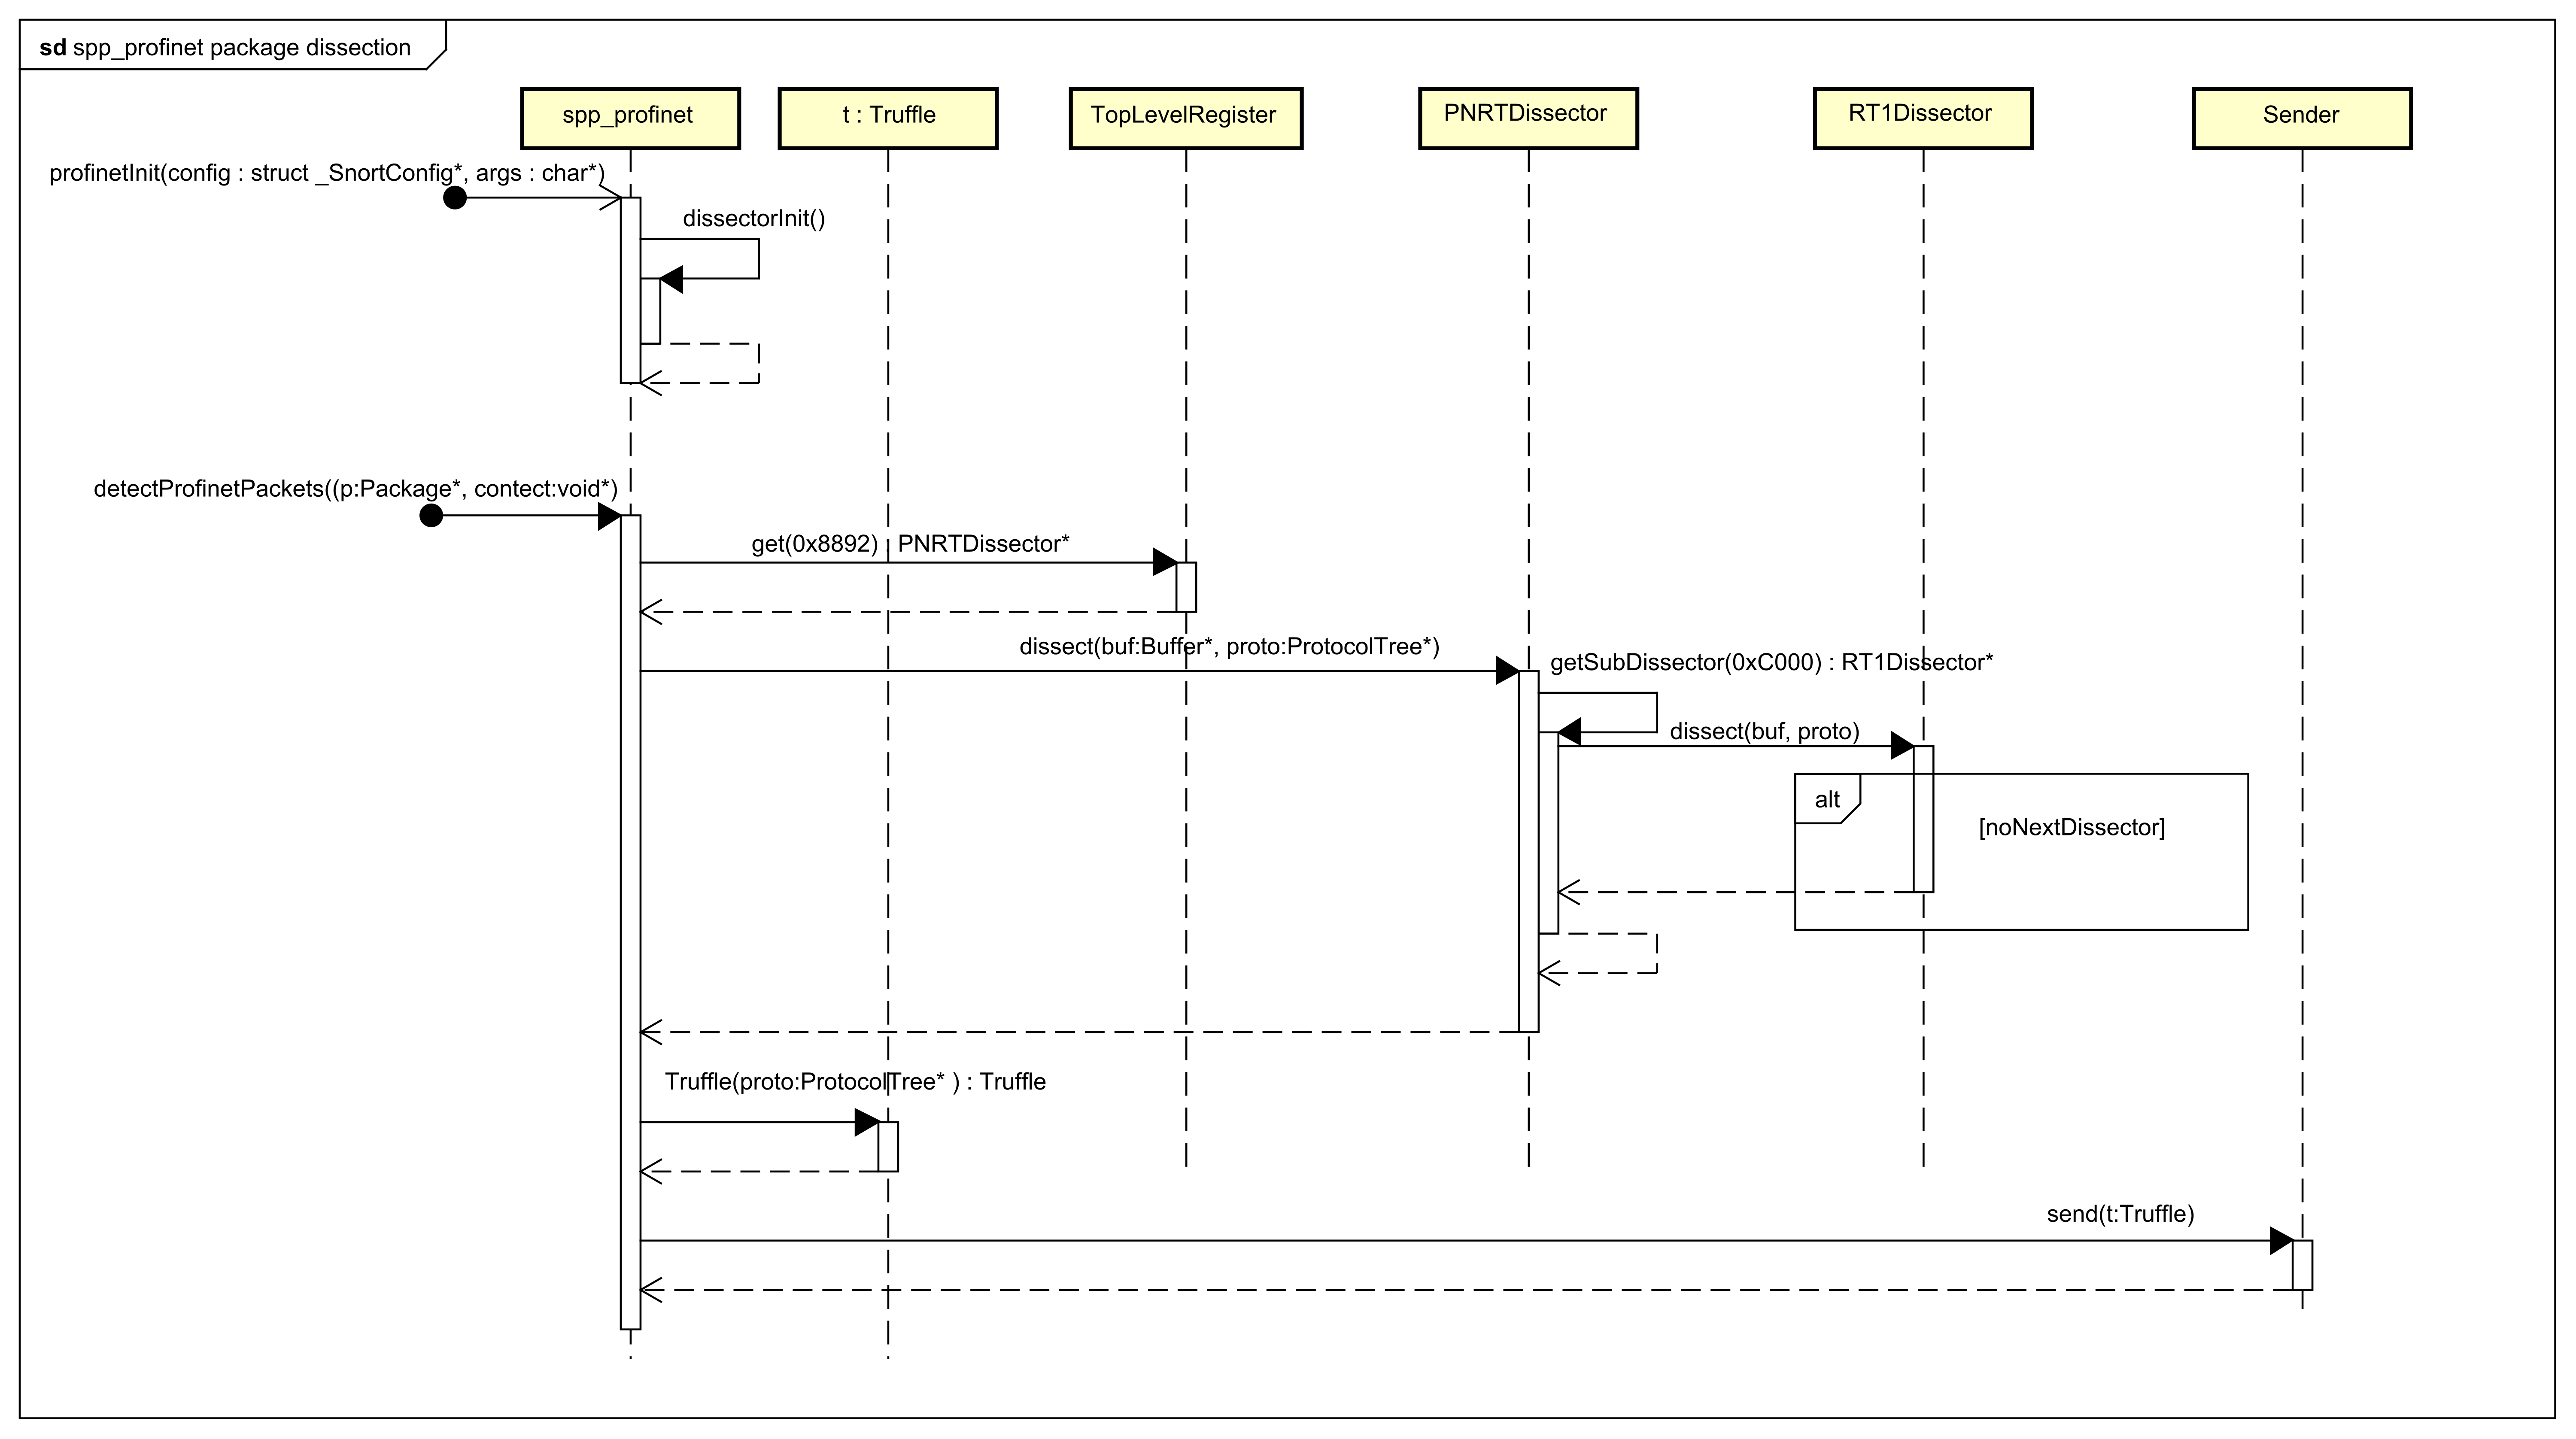 sd spp_profinet package dissection
spp_profinet
t : Truffle
TopLevelRegister
PNRTDissector
RT1Dissector
Sender
profinetInit(config : struct _SnortConfig*, args : char*)
dissectorInit()
detectProfinetPackets((p:Package*, contect:void*)
get(0x8892) : PNRTDissector*
dissect(buf:Buffer*, proto:ProtocolTree*)
getSubDissector(0xC000) : RT1Dissector*
dissect(buf, proto)
alt
[noNextDissector]
Truffle(proto:ProtocolTree* ) : Truffle
send(t:Truffle)